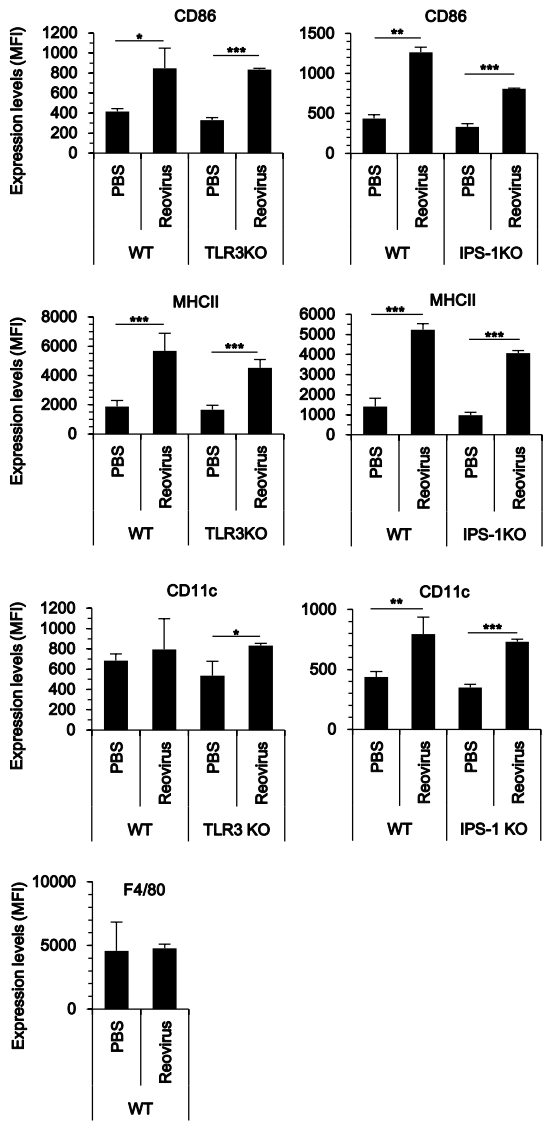 CD86
Expression levels (MFI)
1200
1000
800
600
400
200
0
*
***
PBS
Reovirus
PBS
Reovirus
WT
TLR3KO
CD86
1500
1000
500
0
**
***
PBS
Reovirus
PBS
Reovirus
WT
IPS-1KO
MHCII
Expression levels (MFI)
8000
6000
4000
2000
0
***
***
PBS
Reovirus
PBS
Reovirus
WT
TLR3KO
MHCII
6000
5000
4000
3000
2000
1000
0
***
***
PBS
Reovirus
PBS
Reovirus
WT
IPS-1KO
CD11c
Expression levels (MFI)
1200
1000
800
600
400
200
0
*
PBS
Reovirus
PBS
Reovirus
WT
TLR3 KO
CD11c
1000
500
0
**
***
PBS
Reovirus
PBS
Reovirus
WT
IPS-1 KO
F4/80
Expression levels (MFI)
10000
5000
0
PBS
Reovirus
WT